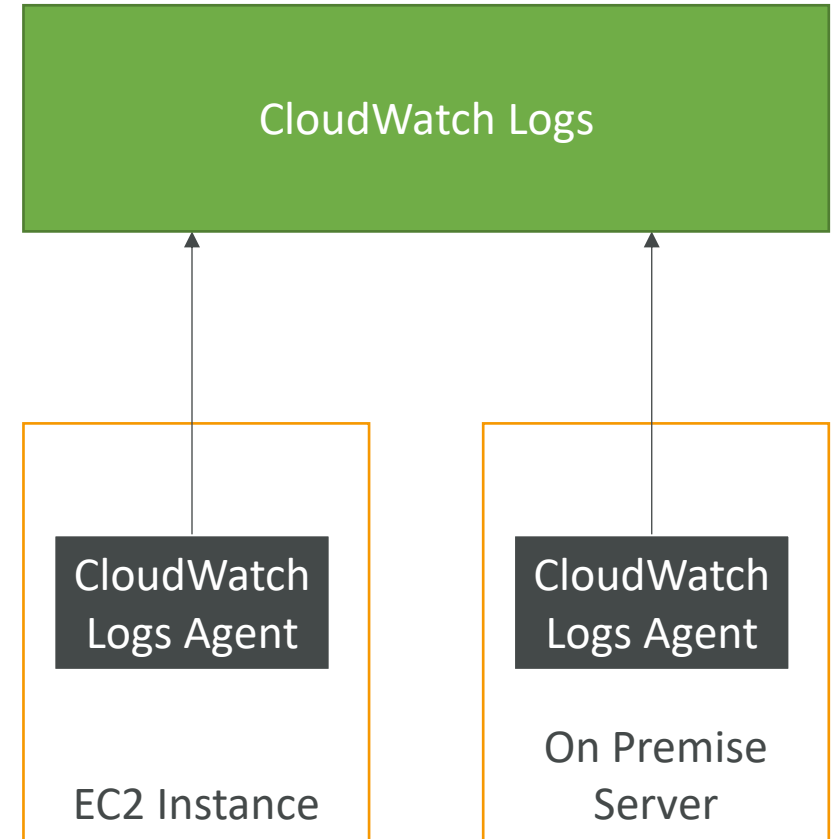 CloudWatch Logs
CloudWatch
Logs Agent
EC2 Instance
CloudWatch
Logs Agent
On Premise
Server